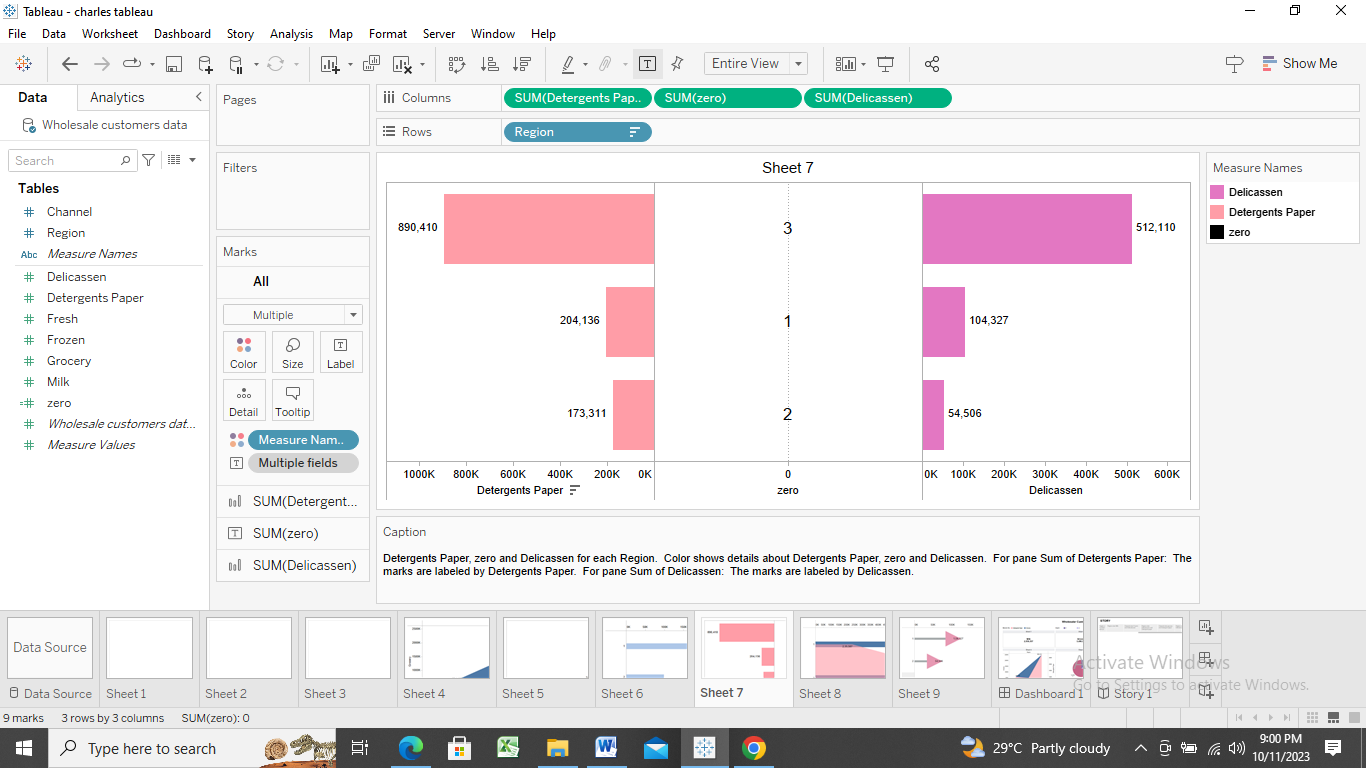 Tableau - charles tableau
File Data Worksheet Dashboard Story Analysis Map Format Server Window Help
Entire View
Show Me
Data Analytics
Wholesale customers data
Search
Tables
Channel
Region
Abc Measure Names
Delicassen
Detergents Paper
Fresh
Frozen
Grocery
Milk
zero
Wholesale customers dat...
Measure Values
Pages
Filters
Marks
All
Multiple
Color Size Label
Detail Tooltip
Measure Nam..
Multiple fields
SUM(Detergent...
SUM(zero)
SUM(Delicassen)
Columns SUM(Detergents Pap.. SUM(zero) SUM(Delicassen)
Rows Region
Sheet 7
890,410 3 512,110
204,136 1 104,327
173,311 2 54,506
1000K 800K 600K 400K 200K 0K 0 0K 100K 200K 300K 400K 500K 600K
Detergents Paper zero Delicassen
Caption
Detergents Paper, zero and Delicassen for each Region. Color shows details about Detergents Paper, zero and Delicassen. For pane Sum of Detergents Paper: The
marks are labeled by Detergents Paper. For pane Sum of Delicassen: The marks are labeled by Delicassen.
Measure Names
Delicassen
Detergents Paper
zero
Data Source
Data Source Sheet 1 Sheet 2 Sheet 3 Sheet 4 Sheet 5 Sheet 6 Sheet 7 Sheet 8 Sheet 9 Dashboard 1 Story 1
Activate Windows
Go to Settings to activate Windows.
9 marks 3 rows by 3 columns SUM(zero): 0
Type here to search
29°C Partly cloudy
9:00 PM
10/11/2023